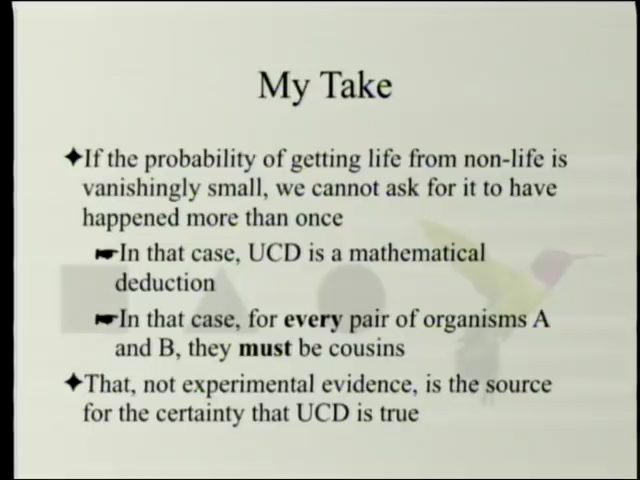 My Take
✦If the probability of getting life from non-life is
vanishingly small, we cannot ask for it to have
happened more than once
☛In that case, UCD is a mathematical
deduction
☛In that case, for every pair of organisms A
and B, they must be cousins
✦That, not experimental evidence, is the source
for the certainty that UCD is true